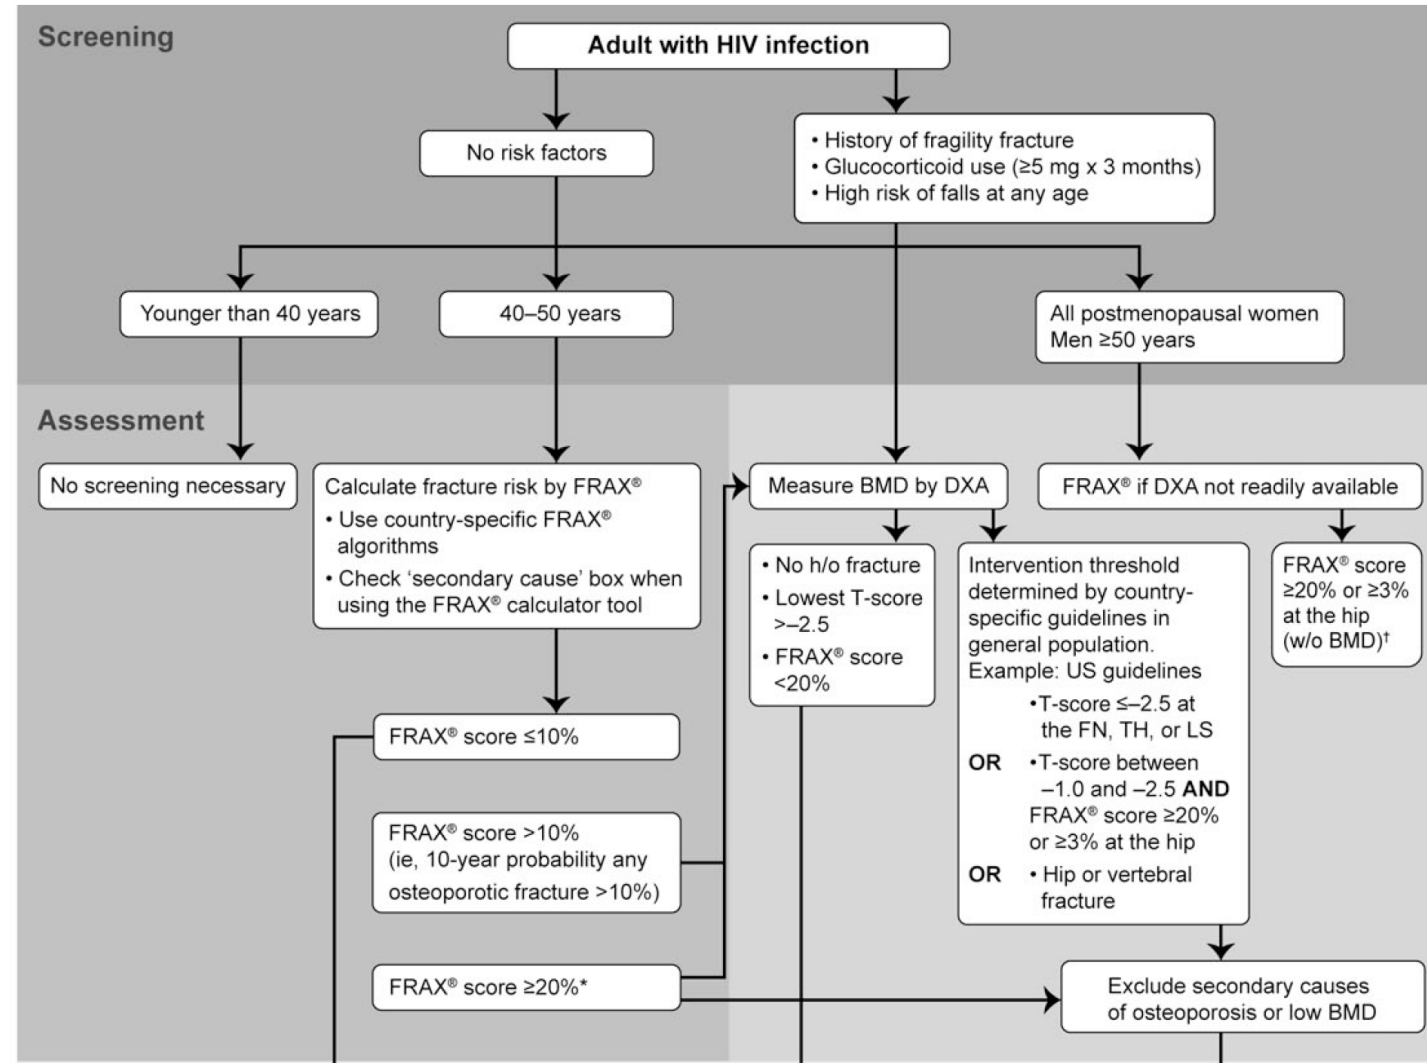 Screening
Adult with HIV infection
No risk factors
• History of fragility fracture
• Glucocorticoid use (≥5 mg x 3 months)
• High risk of falls at any age
Younger than 40 years
40–50 years
All postmenopausal women
Men ≥50 years
Assessment
No screening necessary
Calculate fracture risk by FRAX®
• Use country-specific FRAX®
algorithms
• Check ‘secondary cause’ box when
using the FRAX® calculator tool
Measure BMD by DXA
FRAX® if DXA not readily available
• No h/o fracture
• Lowest T-score
>–2.5
• FRAX® score
<20%
Intervention threshold
determined by country-
specific guidelines in
general population.
Example: US guidelines
•T-score ≤–2.5 at
the FN, TH, or LS
OR •T-score between
–1.0 and –2.5 AND
FRAX® score ≥20%
or ≥3% at the hip
OR • Hip or vertebral
fracture
FRAX® score
≥20% or ≥3%
at the hip
(w/o BMD)†
FRAX® score ≤10%
FRAX® score >10%
(ie, 10-year probability any
osteoporotic fracture >10%)
FRAX® score ≥20%*
Exclude secondary causes
of osteoporosis or low BMD